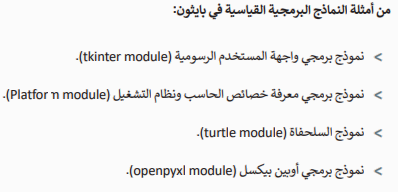 من أمثلة النماذج البرمجية القياسية في بايثون:
> نموذج برمجي واجهة المستخدم الرسومية (tkinter module).
> نموذج برمجي معرفة خصائص الحاسب ونظام التشغيل (Platform module).
> نموذج السلحفاة (turtle module).
> نموذج برمجي أوبين بيكسل (openpyxl module).